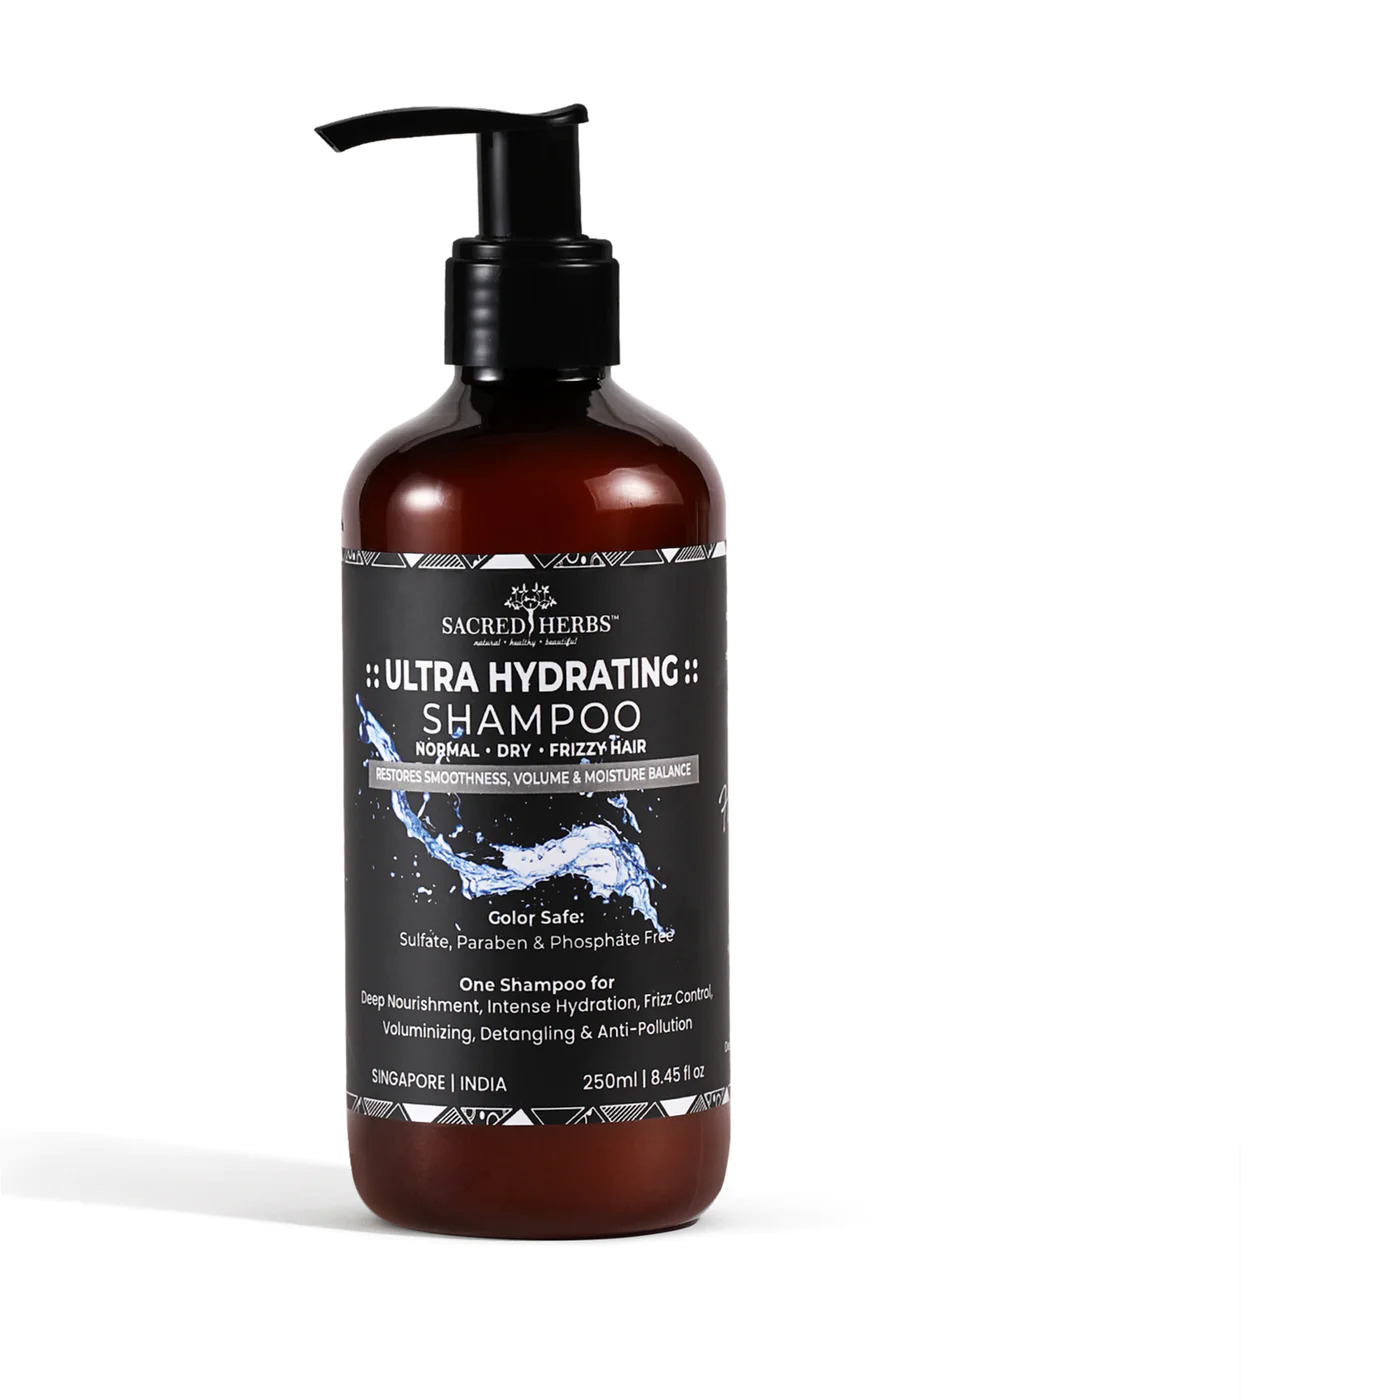 SACRED HERBS™
natural • healthy • beautiful
:: ULTRA HYDRATING ::
SHAMPOO
NORMAL • DRY • FRIZZY HAIR
RESTORES SMOOTHNESS, VOLUME & MOISTURE BALANCE
Color Safe:
Sulfate, Paraben & Phosphate Free
One Shampoo for
Deep Nourishment, Intense Hydration, Frizz Control,
Voluminizing, Detangling & Anti-Pollution
SINGAPORE | INDIA
250ml | 8.45 fl oz